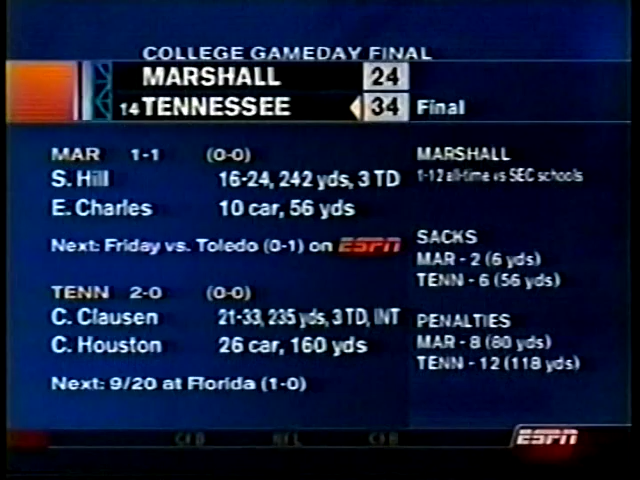 COLLEGE GAMEDAY FINAL
MARSHALL 24
14 TENNESSEE 34 Final
MAR 1-1 (0-0)
S. Hill 16-24, 242 yds, 3 TD
E. Charles 10 car, 56 yds
Next: Friday vs. Toledo (0-1) on ESPN
TENN 2-0 (0-0)
C. Clausen 21-33, 235 yds, 3 TD, INT
C. Houston 26 car, 160 yds
Next: 9/20 at Florida (1-0)
MARSHALL
1-12 all-time vs SEC schools
SACKS
MAR - 2 (6 yds)
TENN - 6 (56 yds)
PENALTIES
MAR - 8 (80 yds)
TENN - 12 (118 yds)
CFB NFL CFB
ESPN